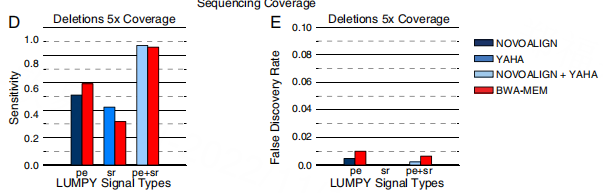 Sequencing Coverage
D
Deletions 5x Coverage
Sensitivity
1.0
0.8
0.6
0.4
0.2
0.0
pe sr pe+sr
LUMPY Signal Types
E
Deletions 5x Coverage
False Discovery Rate
0.10
0.08
0.06
0.04
0.02
0.00
pe sr pe+sr
LUMPY Signal Types
NOVOALIGN
YAHA
NOVOALIGN + YAHA
BWA-MEM